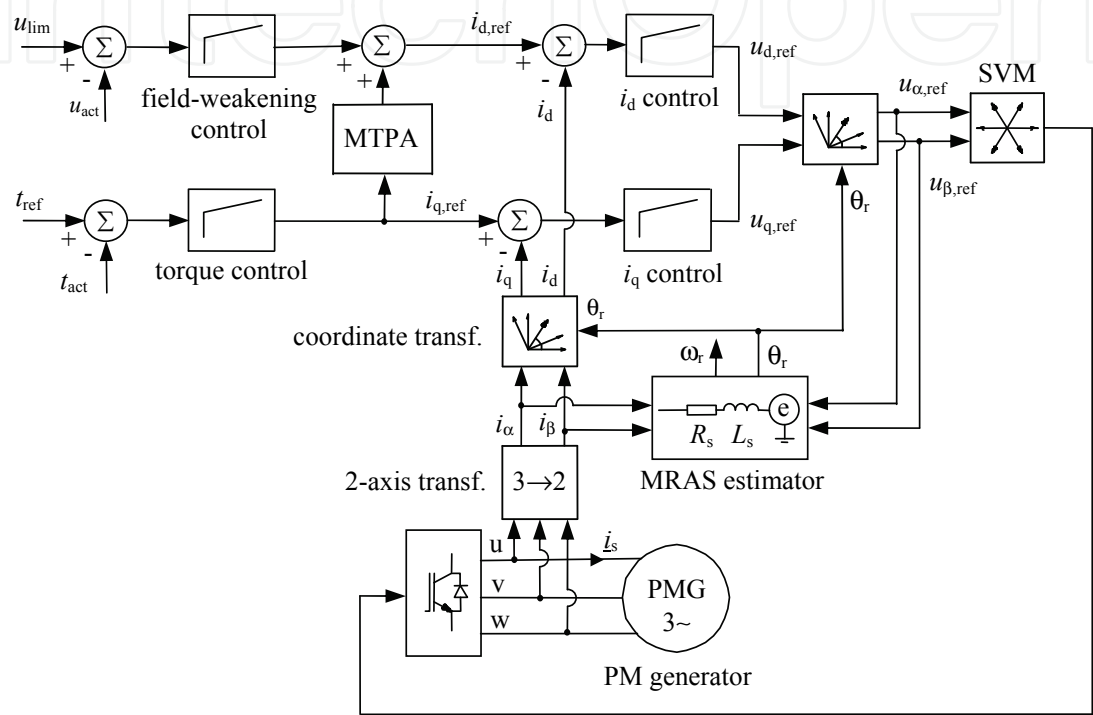 u_lim
+
-
u_act
Σ
field-weakening
control
+
+
Σ
i_d,ref
+
-
Σ
i_d
i_d control
u_d,ref
u_α,ref
SVM
MTPA
t_ref
+
-
t_act
Σ
torque control
i_q,ref
+
-
Σ
i_q control
u_q,ref
u_β,ref
θ_r
i_q
i_d
coordinate transf.
θ_r
ω_r
θ_r
i_α
i_β
R_s
L_s
e
2-axis transf.
3→2
MRAS estimator
u
i_s
v
w
PMG
3~
PM generator